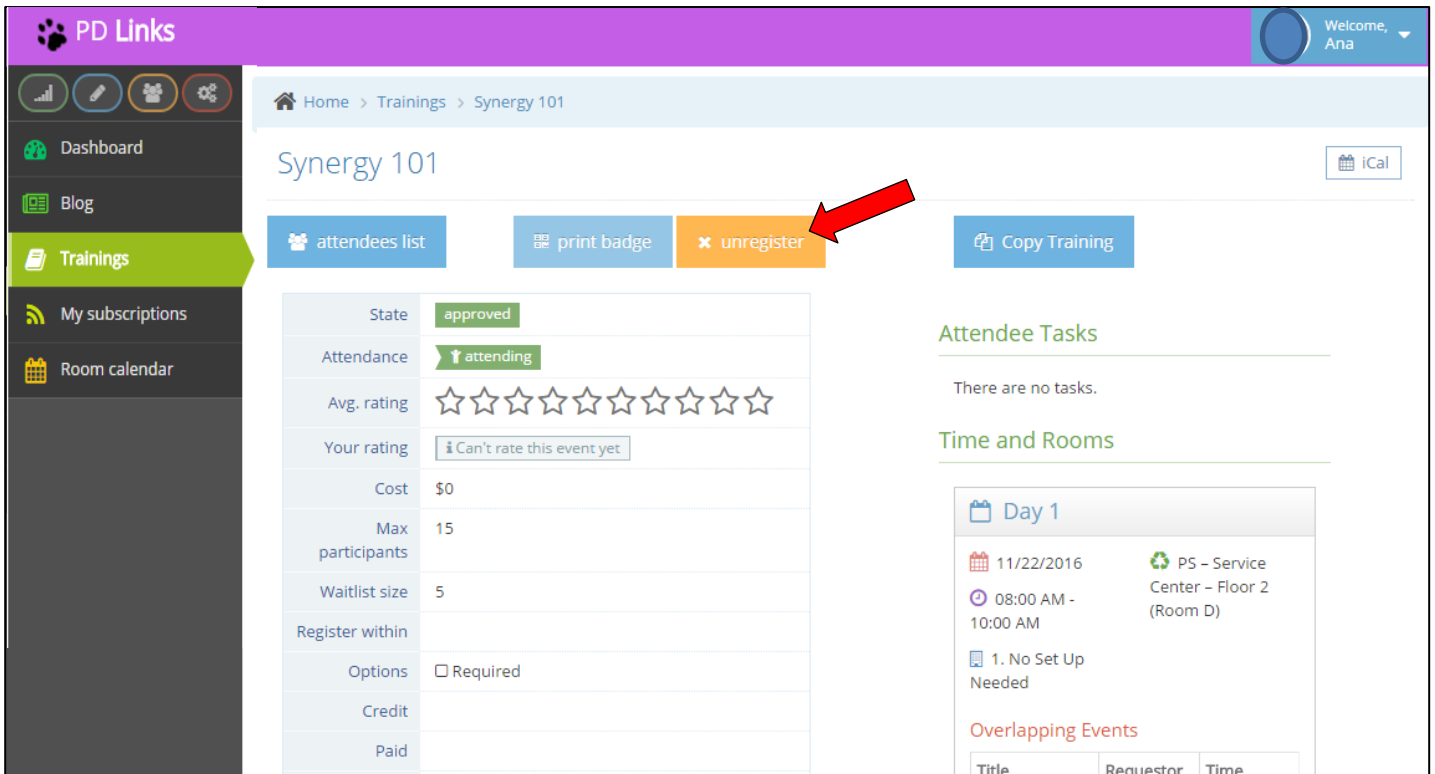 PD Links
Welcome,
Ana
Home > Trainings > Synergy 101
Dashboard
Blog
Trainings
My subscriptions
Room calendar
Synergy 101
iCal
attendees list
print badge
unregister
Copy Training
State approved
Attendance attending
Avg. rating
Your rating Can't rate this event yet
Cost $0
Max 15
participants
Waitlist size 5
Register within
Options Required
Credit
Paid
Attendee Tasks
There are no tasks.
Time and Rooms
Day 1
11/22/2016
08:00 AM -
10:00 AM
1. No Set Up
Needed
PS – Service
Center – Floor 2
(Room D)
Overlapping Events
Title Requestor Time